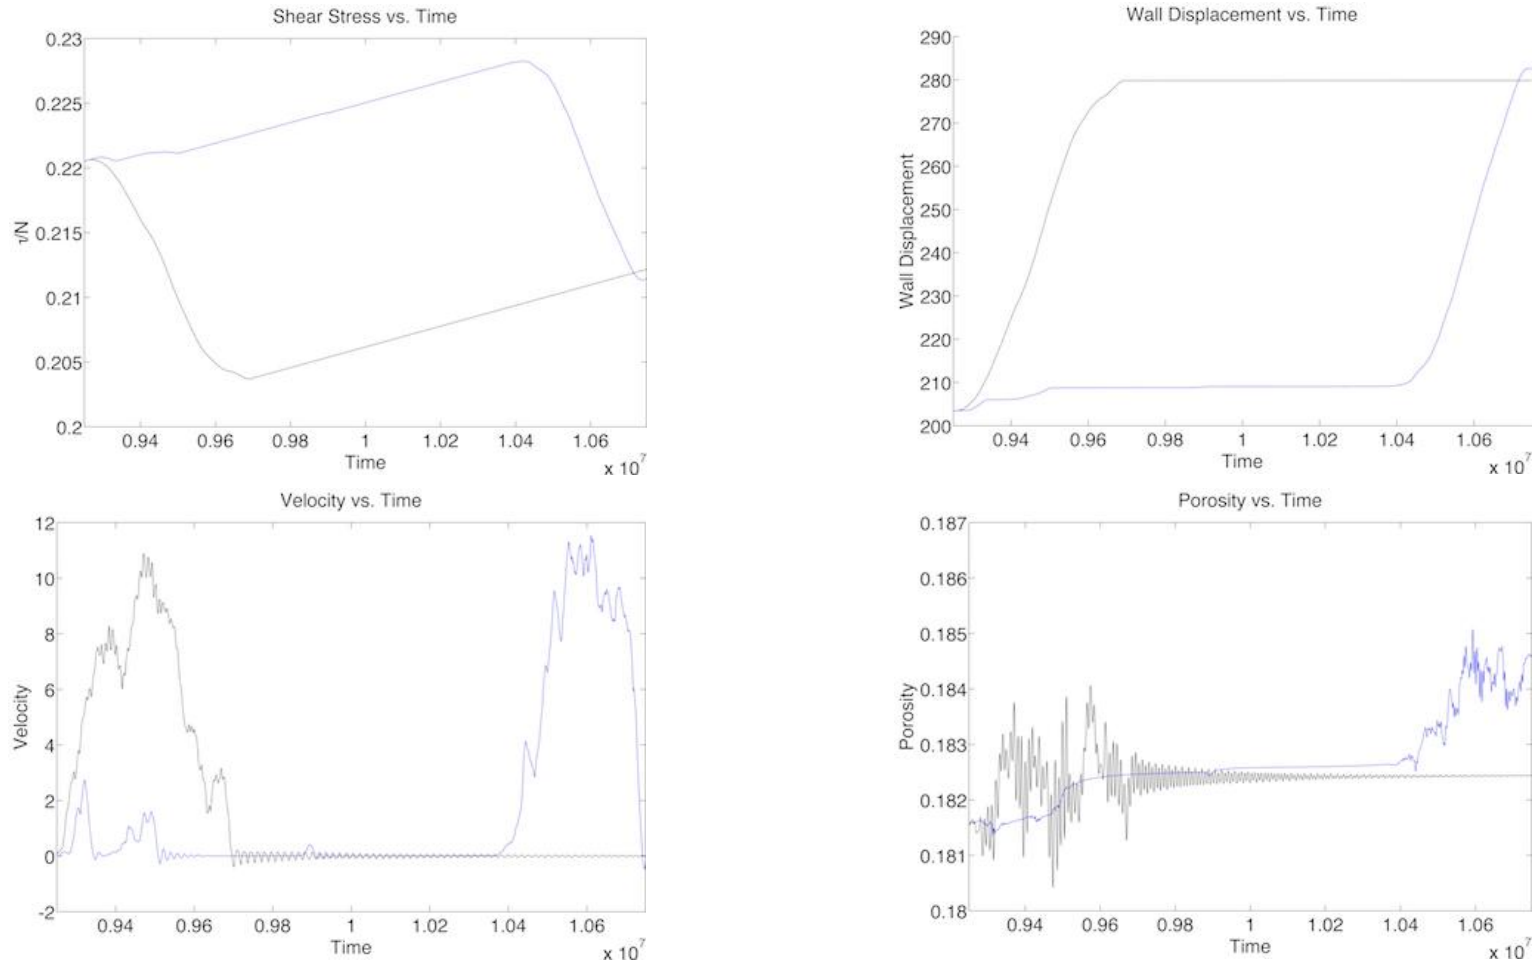 Shear Stress vs. Time
0.23
0.225
0.22
0.215
0.21
0.205
0.2
τ/N
0.94 0.96 0.98 1 1.02 1.04 1.06
Time
x 10^7
Wall Displacement vs. Time
290
280
270
260
250
240
230
220
210
200
Wall Displacement
0.94 0.96 0.98 1 1.02 1.04 1.06
Time
x 10^7
Velocity vs. Time
12
10
8
6
4
2
0
-2
Velocity
0.94 0.96 0.98 1 1.02 1.04 1.06
Time
x 10^7
Porosity vs. Time
0.187
0.186
0.185
0.184
0.183
0.182
0.181
0.18
Porosity
0.94 0.96 0.98 1 1.02 1.04 1.06
Time
x 10^7